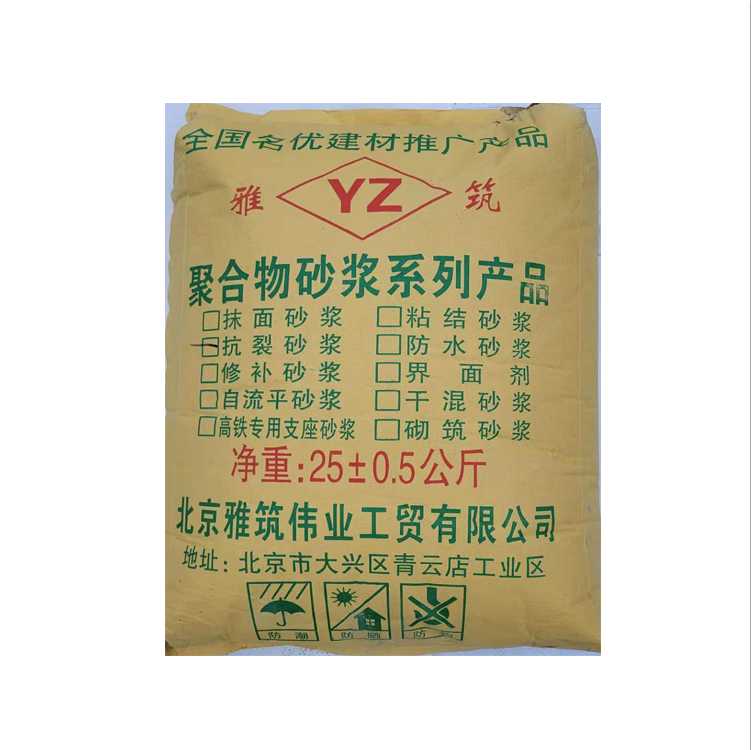 全国名优建材推广产品
雅 YZ 筑
聚合物砂浆系列产品
□抹面砂浆 □粘结砂浆
□抗裂砂浆 □防水砂浆
□修补砂浆 □界面剂
□自流平砂浆 □干混砂浆
□高铁专用支座砂浆 □砌筑砂浆
净重:25±0.5公斤
北京雅筑伟业工贸有限公司
地址:北京市大兴区青云店工业区
防潮 防晒 防